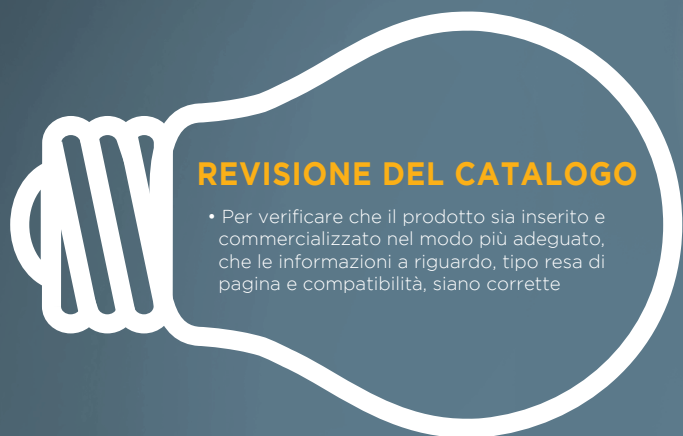 REVISIONE DEL CATALOGO
• Per verificare che il prodotto sia inserito e
commercializzato nel modo più adeguato,
che le informazioni a riguardo, tipo resa di
pagina e compatibilità, siano corrette